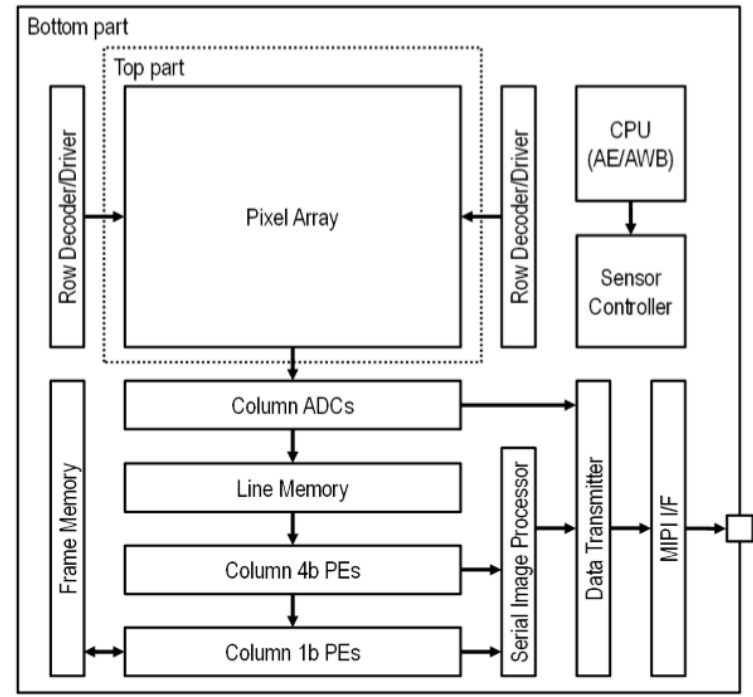 Bottom part
Top part
Row Decoder/Driver
Pixel Array
Row Decoder/Driver
CPU
(AE/AWB)
Sensor
Controller
Frame Memory
Column ADCs
Line Memory
Column 4b PEs
Column 1b PEs
Serial Image Processor
Data Transmitter
MIPI I/F